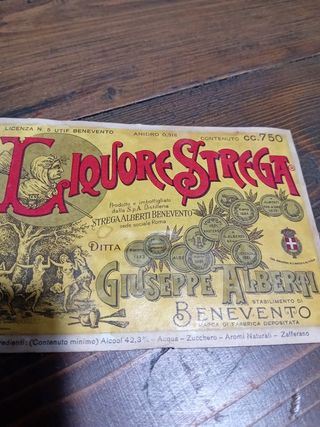 LICENZA N. 5 UTIF BENEVENTO ANIDRO 0,318 CONTENUTO CC.750
LIQUORE STREGA
Prodotto e imbottigliato
dalla S.p.A. Distillerie
STREGA ALBERTI BENEVENTO
sede sociale Roma
DITTA
GIUSEPPE ALBERTI
STABILIMENTO DI
BENEVENTO
MARCA DI FABBRICA DEPOSITATA
redienti: (Contenuto minimo) Alcool 42,3% - Acqua - Zucchero - Aromi Naturali - Zafferano